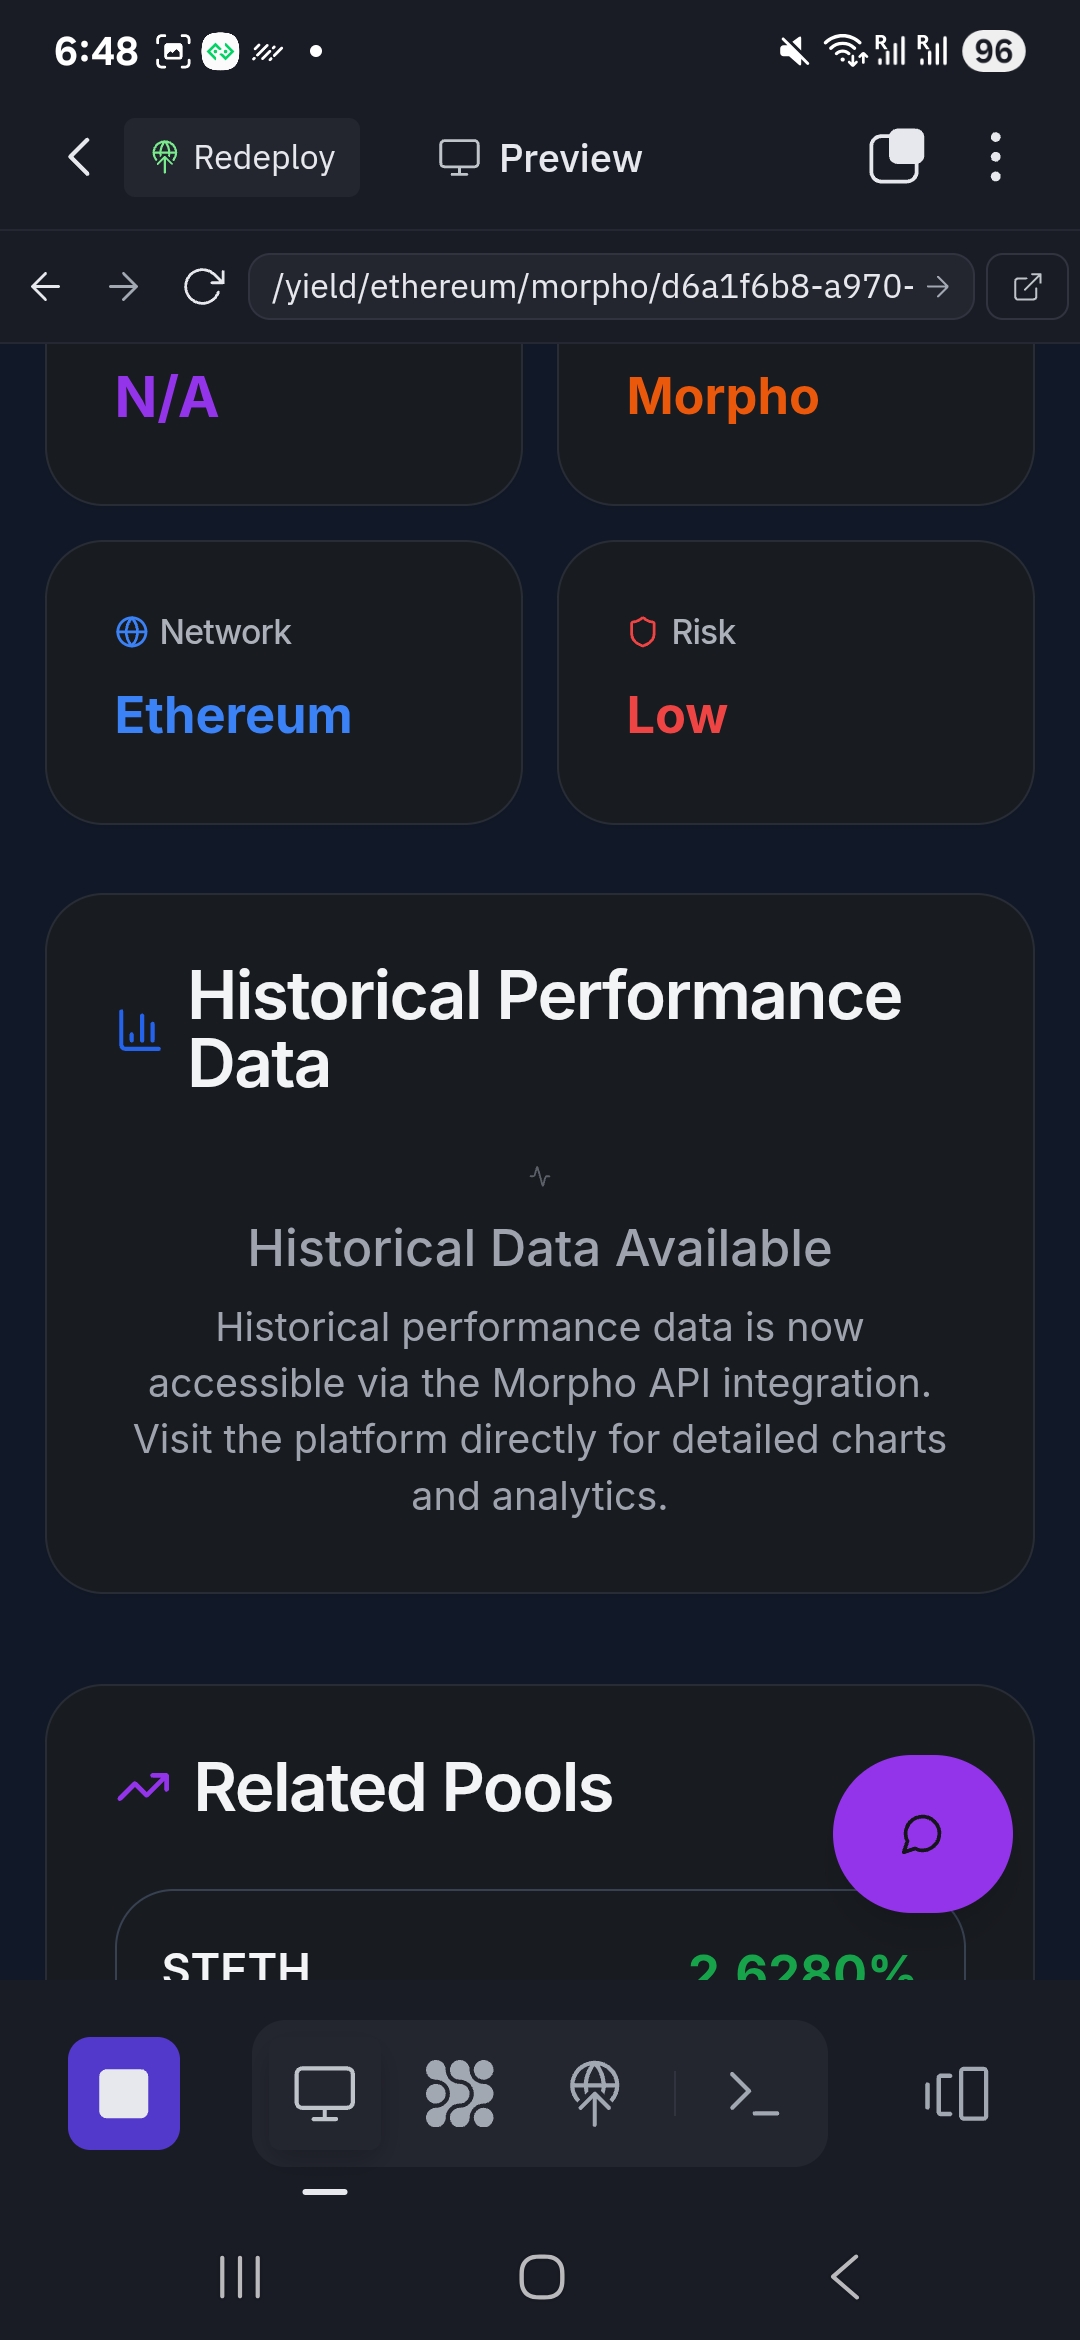 6:48
R R 96
Redeploy
Preview
/yield/ethereum/morpho/d6a1f6b8-a970-
N/A
Morpho
Network
Ethereum
Risk
Low
Historical Performance
Data
Historical Data Available
Historical performance data is now
accessible via the Morpho API integration.
Visit the platform directly for detailed charts
and analytics.
Related Pools
STETH
2.6280%